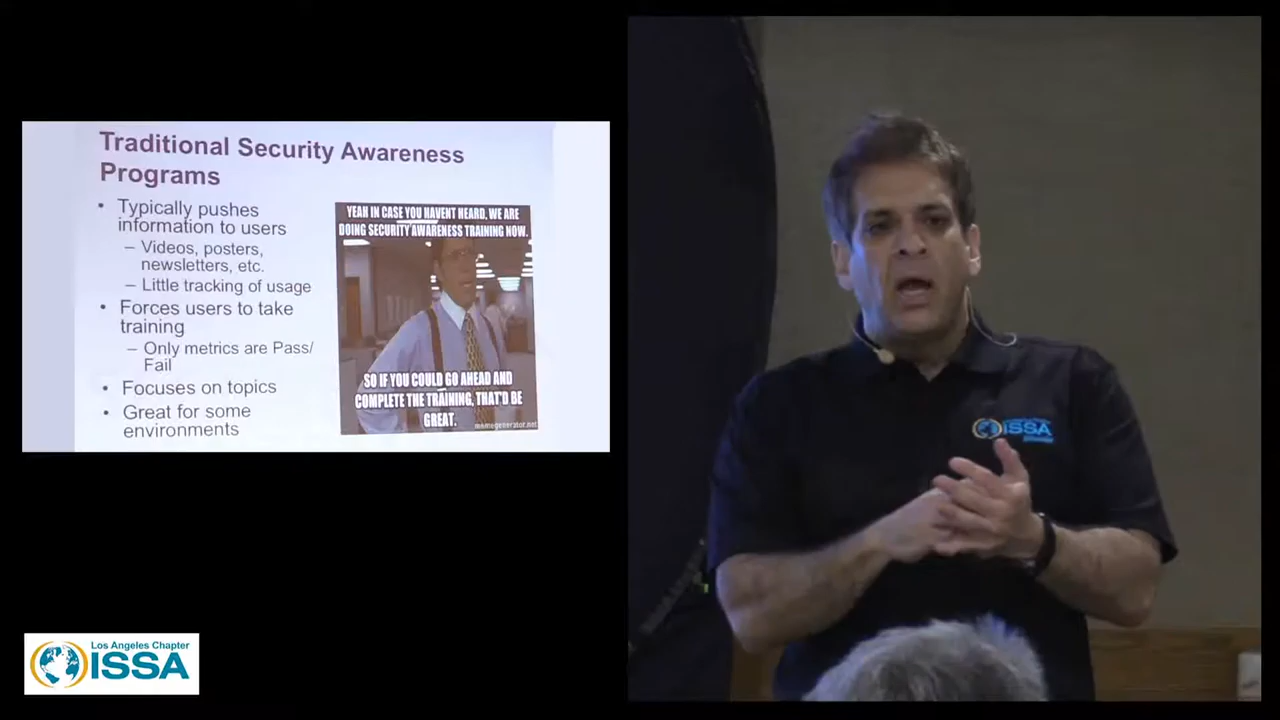 Traditional Security Awareness
Programs
• Typically pushes
information to users
– Videos, posters,
newsletters, etc.
– Little tracking of usage
• Forces users to take
training
– Only metrics are Pass/
Fail
• Focuses on topics
• Great for some
environments
YEAH IN CASE YOU HAVENT HEARD, WE ARE
DOING SECURITY AWARENESS TRAINING NOW.
SO IF YOU COULD GO AHEAD AND
COMPLETE THE TRAINING, THAT'D BE
GREAT.
memegenerator.net
ISSA
Los Angeles Chapter
ISSA